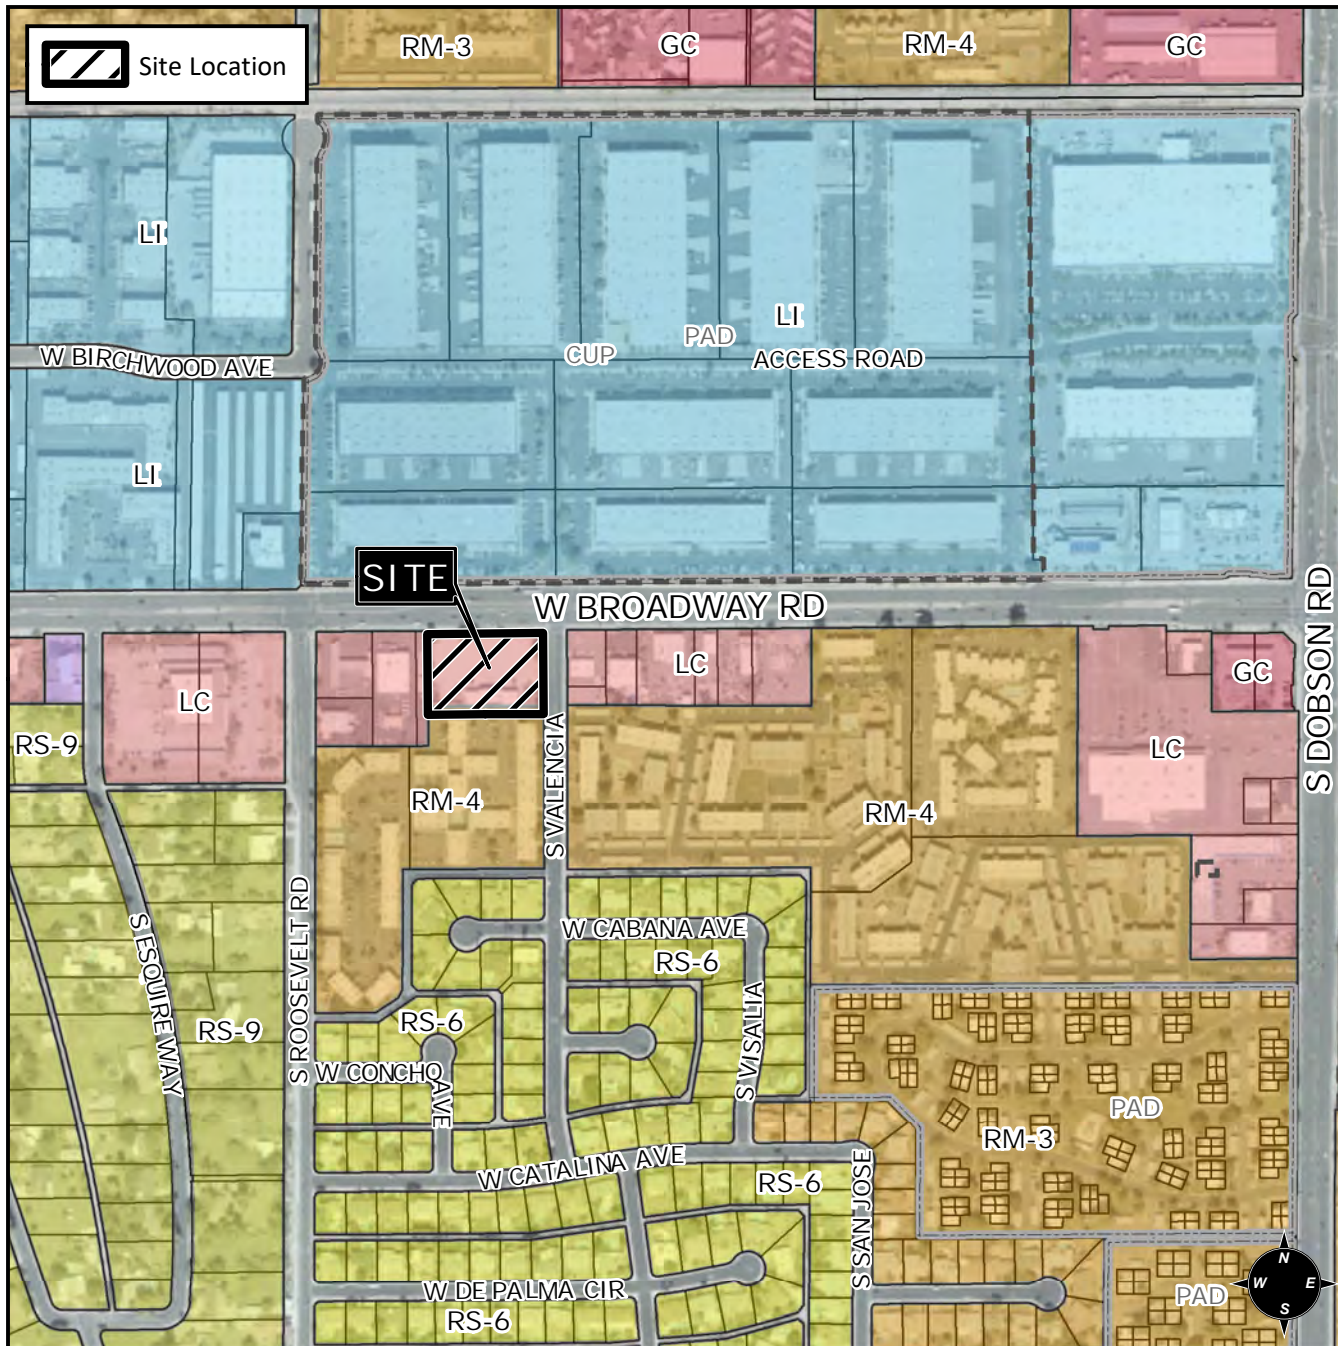 RM-3
GC
RM-4
GC
Site Location
LI
LI
PAD
CUP
ACCESS ROAD
W BIRCHWOOD AVE
LI
SITE
W BROADWAY RD
S DOBSON RD
LC
LC
GC
LC
RS-9
RM-4
RM-4
S VALENCIA
S ROOSEVELT RD
S ESQUIRE WAY
RS-9
W CABANA AVE
RS-6
S VISALIA
RS-6
W CONCHO
AVE
PAD
RM-3
W CATALINA AVE
RS-6
S SAN JOSE
W DE PALMA CIR
RS-6
PAD
N
W E
S